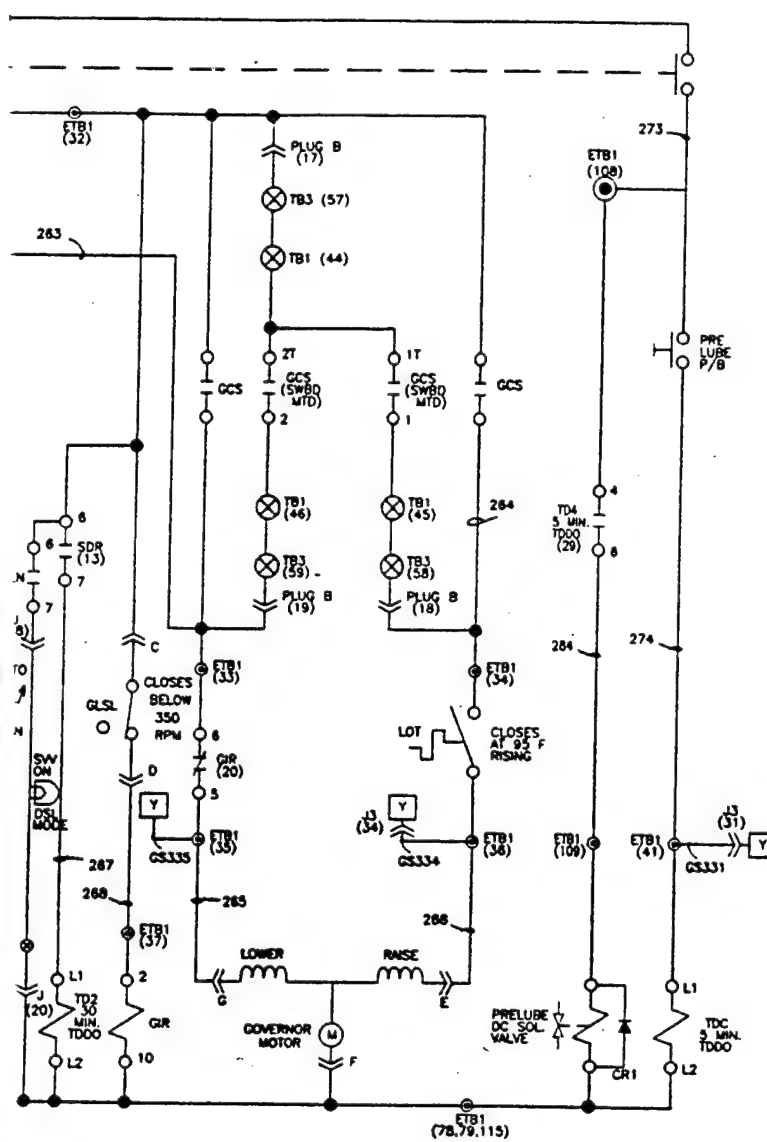 ETB1
(32)
PLUG B
(17)
273
ETB1
(108)
TB3 (57)
263
TB1 (44)
2T
1T
PRE
LUBE
P/B
GCS
GCS
(SWBD
MTD)
GCS
(SWBD
MTD)
GCS
2
1
6
6
SDR
(13)
7
7
TB1
(46)
TB1
(45)
264
4
TD4
5 MIN.
TDDO
(29)
6
TB3
(59)
TB3
(58)
PLUG B
(19)
PLUG B
(18)
C
ETB1
(33)
ETB1
(34)
284
274
GLSL
CLOSES
BELOW
350
RPM
6
GIR
(20)
5
LOT
CLOSES
AT 95 F
RISING
D
SVV
ON
DSL
MODE
Y
GS335
ETB1
(35)
J3
(34)
Y
GS334
ETB1
(36)
ETB1
(109)
ETB1
(41)
J3
(31)
GS331
Y
267
268
265
266
ETB1
(37)
LOWER
RAISE
G
E
J
(20)
L1
TD2
30
MIN.
TDDO
L2
2
GIR
10
GOVERNOR
MOTOR
M
F
PRELUBE
DC SOL.
VALVE
CR1
L1
TDC
5 MIN.
TDDO
L2
ETB1
(78,79,115)